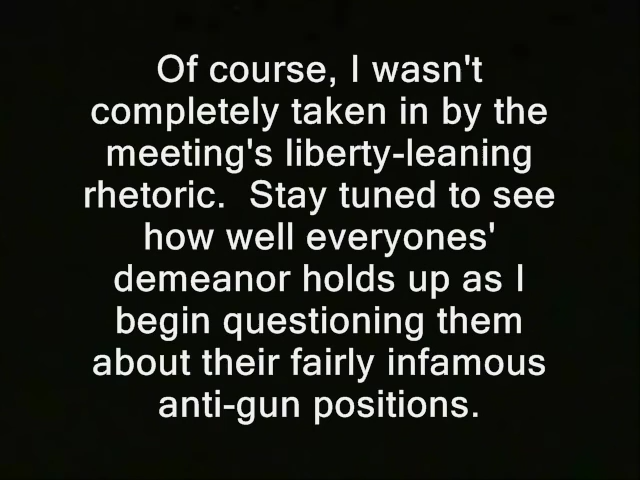 Of course, I wasn't
completely taken in by the
meeting's liberty-leaning
rhetoric.  Stay tuned to see
how well everyones'
demeanor holds up as I
begin questioning them
about their fairly infamous
anti-gun positions.